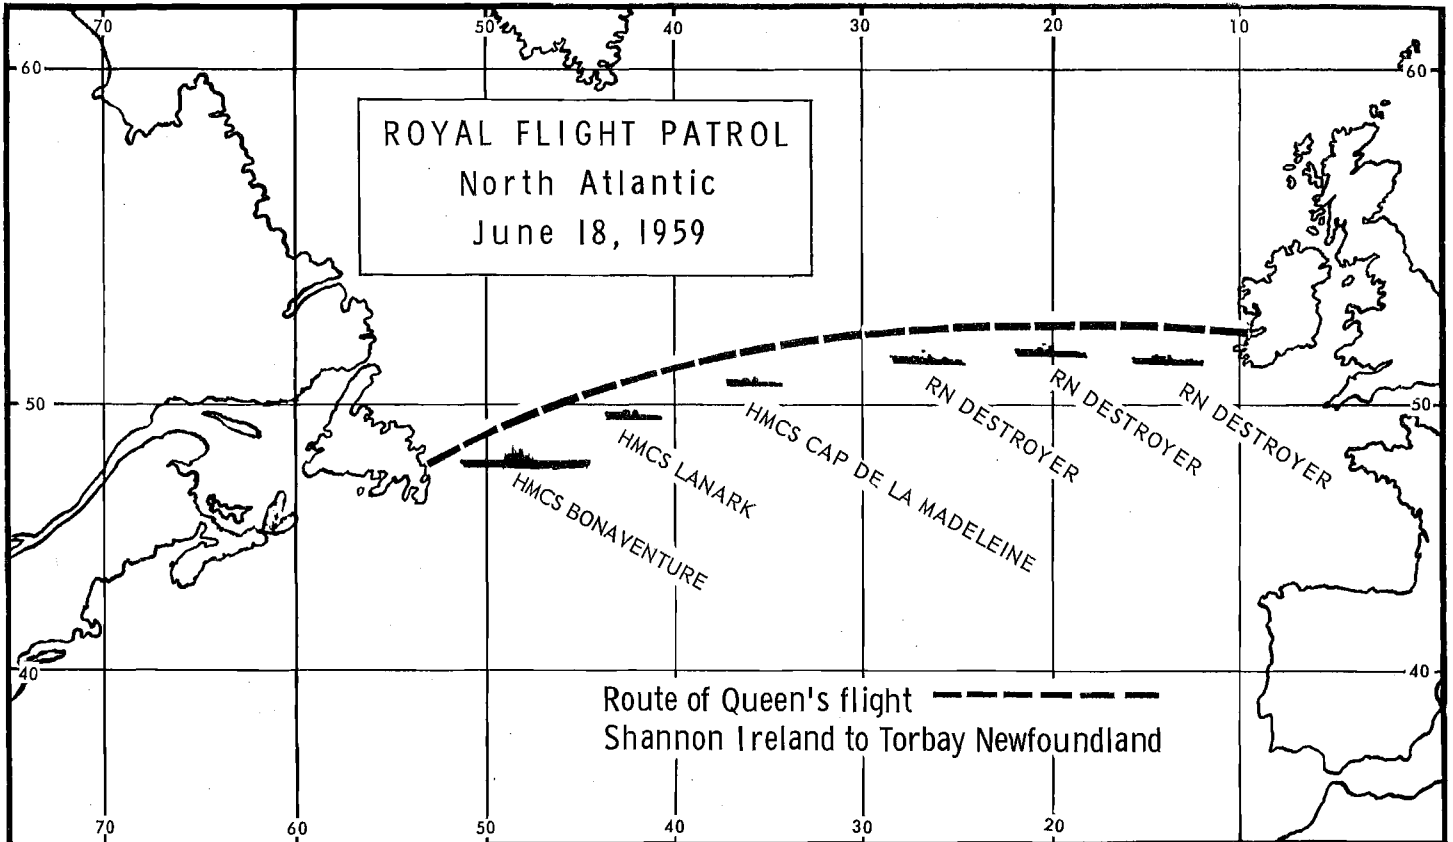 50 40 30 20 10
70
60 60
ROYAL FLIGHT PATROL
North Atlantic
June 18, 1959
50 50
RN DESTROYER
RN DESTROYER
RN DESTROYER
HMCS CAP DE LA MADELEINE
HMCS LANARK
HMCS BONAVENTURE
40 40
Route of Queen's flight
Shannon Ireland to Torbay Newfoundland
70 60 50 40 30 20